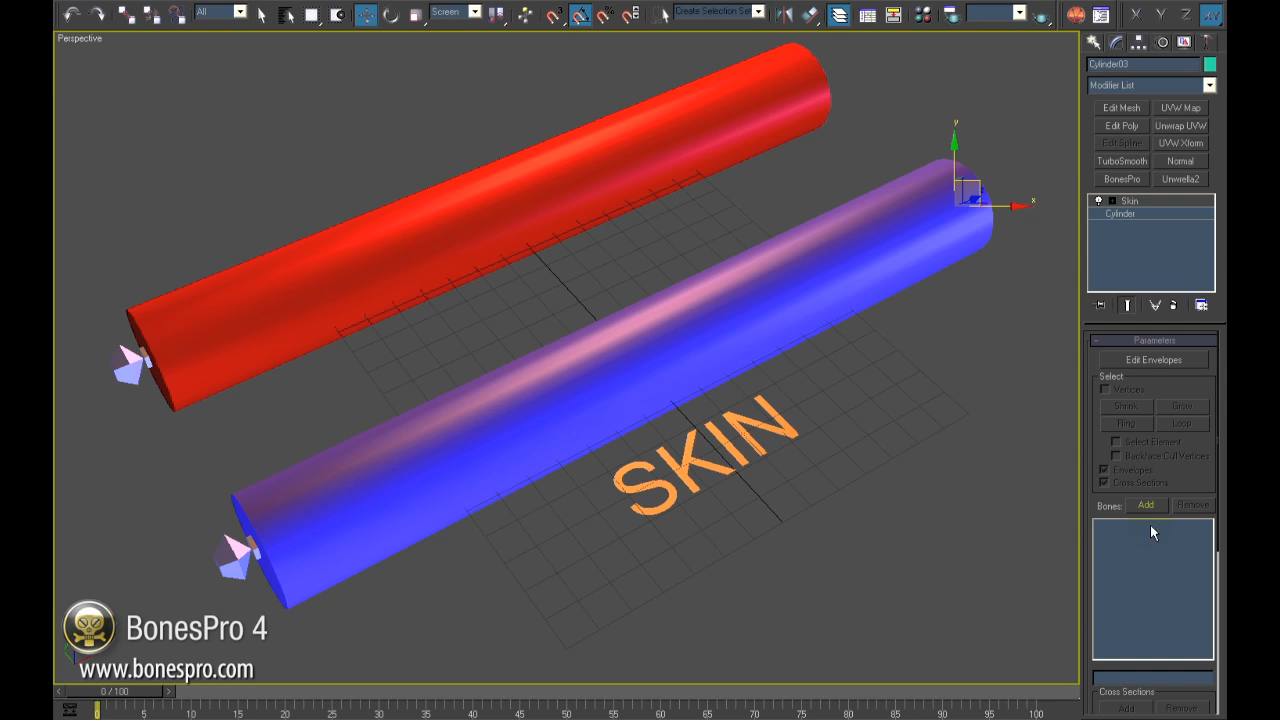 All
Screen
Create Selection Set
X Y Z XY
Perspective
Cylinder03
Modifier List
Edit Mesh UVW Map
Edit Poly Unwrap UVW
Edit Spline UVW Xform
TurboSmooth Normal
BonesPro Unwrella2
Skin
Cylinder
Parameters
Edit Envelopes
Select
Vertices
Shrink Grow
Ring Loop
Select Element
Backface Cull Vertices
Envelopes
Cross Sections
Bones: Add Remove
Cross Sections
Add Remove
y
x
SKIN
BonesPro 4
www.bonespro.com
0 / 100
0 5 10 15 20 25 30 35 40 45 50 55 60 65 70 75 80 85 90 95 100